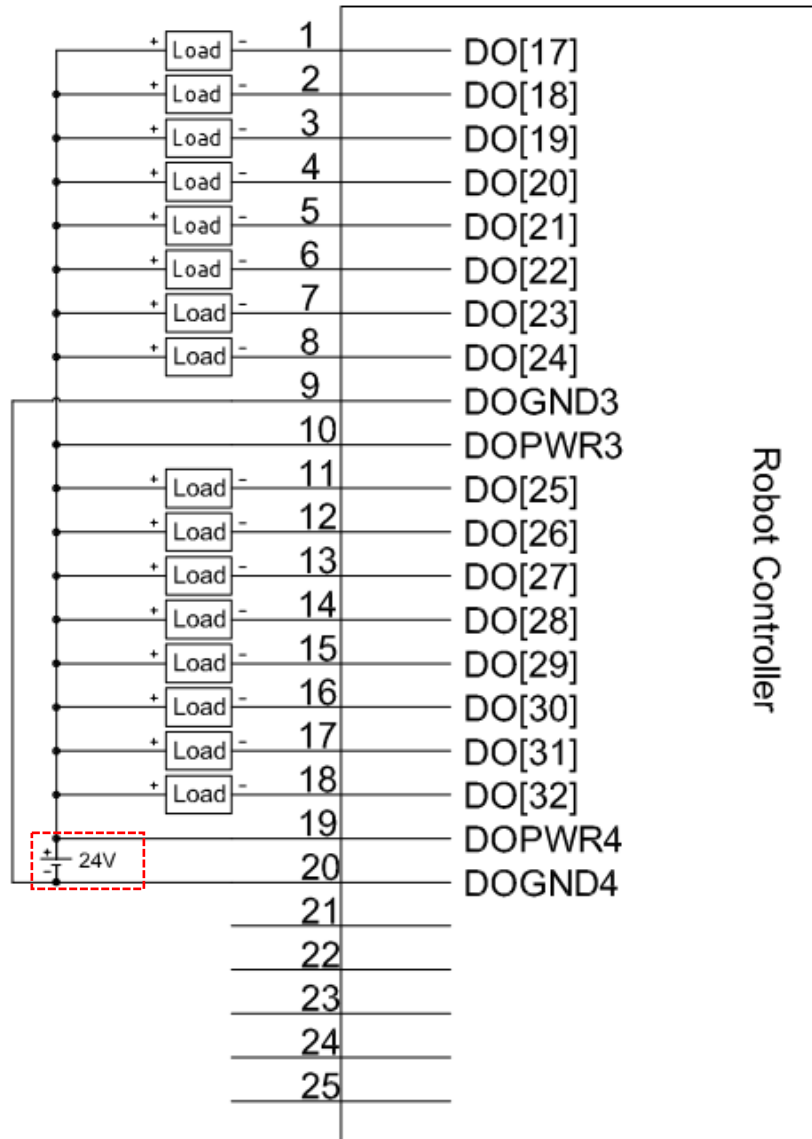 + Load - 1 DO[17]
+ Load - 2 DO[18]
+ Load - 3 DO[19]
+ Load - 4 DO[20]
+ Load - 5 DO[21]
+ Load - 6 DO[22]
+ Load - 7 DO[23]
+ Load - 8 DO[24]
9 DOGND3
10 DOPWR3
+ Load - 11 DO[25]
+ Load - 12 DO[26]
+ Load - 13 DO[27]
+ Load - 14 DO[28]
+ Load - 15 DO[29]
+ Load - 16 DO[30]
+ Load - 17 DO[31]
+ Load - 18 DO[32]
19 DOPWR4
+ - 24V
20 DOGND4
21
22
23
24
25
Robot Controller